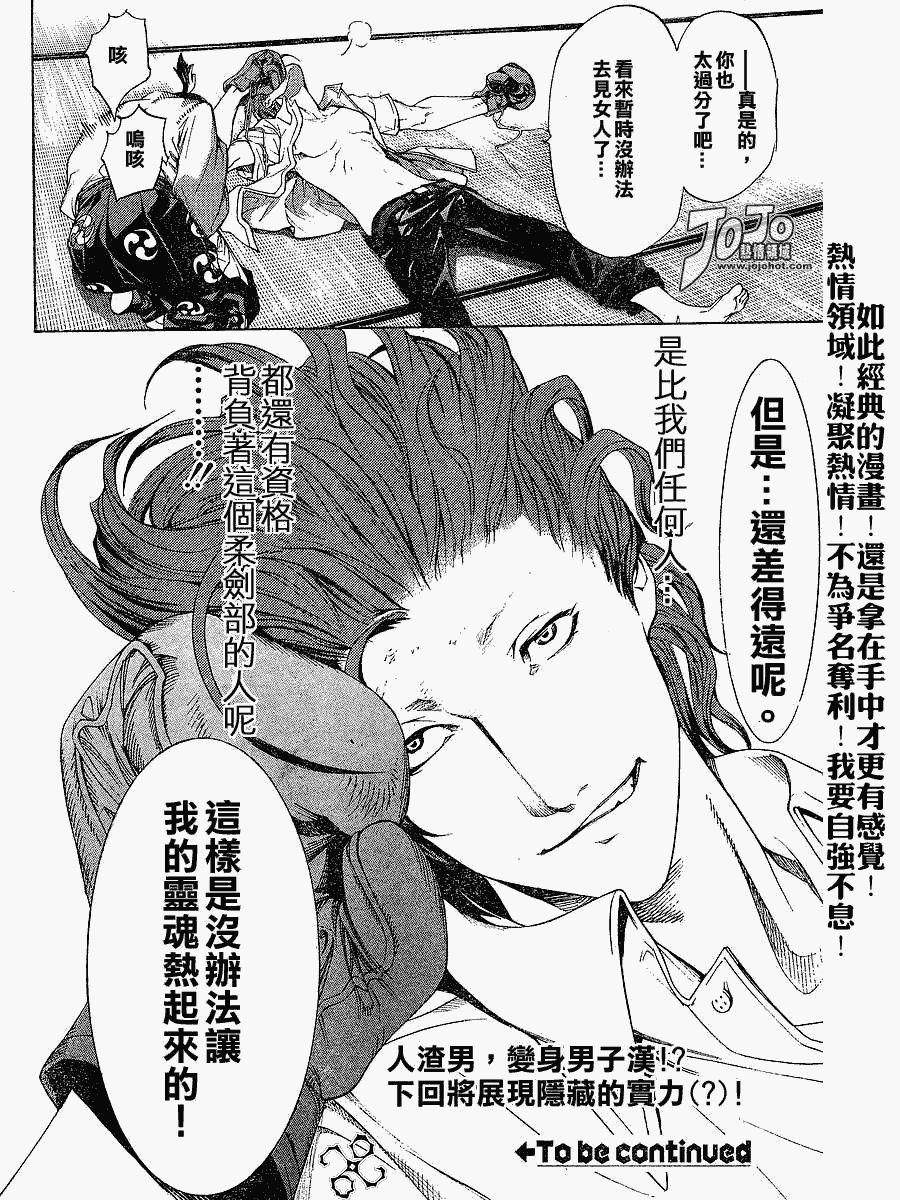 ——真是的，
你也
太過分了吧…
看來暫時沒辦法
去見女人了…
咳
嗚咳
JOJO
熱情領域
www.jojohot.com
但是…還差得遠呢。
是比我們任何人…
都還有資格
背負著這個柔劍部的人呢
………!!
這樣是沒辦法讓
我的靈魂熱起來的！
人渣男，變身男子漢!?
下回將展現隱藏的實力(?)！
←To be continued
如此經典的漫畫！還是拿在手中才更有感覺！
熱情領域！凝聚熱情！不為爭名奪利！我要自強不息！